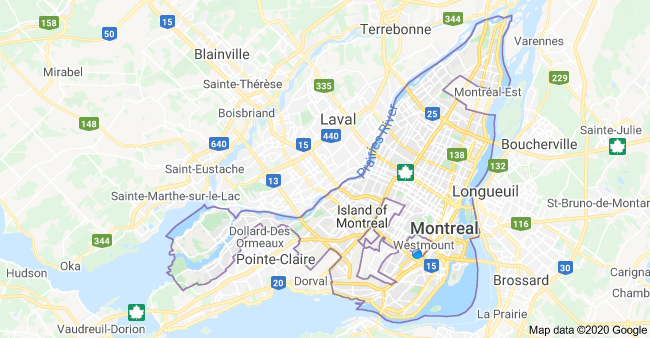 344
15
158
Terrebonne
50
Varennes
Blainville
Mirabel
Sainte-Thérèse
335
229
Montréal-Est
Boisbriand
25
Prairies River
Laval
148
440
Sainte-Julie
640
15
Boucherville
138
132
Saint-Eustache
13
Longueuil
Sainte-Marthe-sur-le-Lac
St-Bruno-de-Montar
Island of
Montreal
116
Dollard-Des
Ormeaux
Montreal
344
Westmount
Pointe-Claire
Oka
15
30
Hudson
Carigna
20
Dorval
Brossard
Chamb
La Prairie
Vaudreuil-Dorion
Map data ©2020 Google